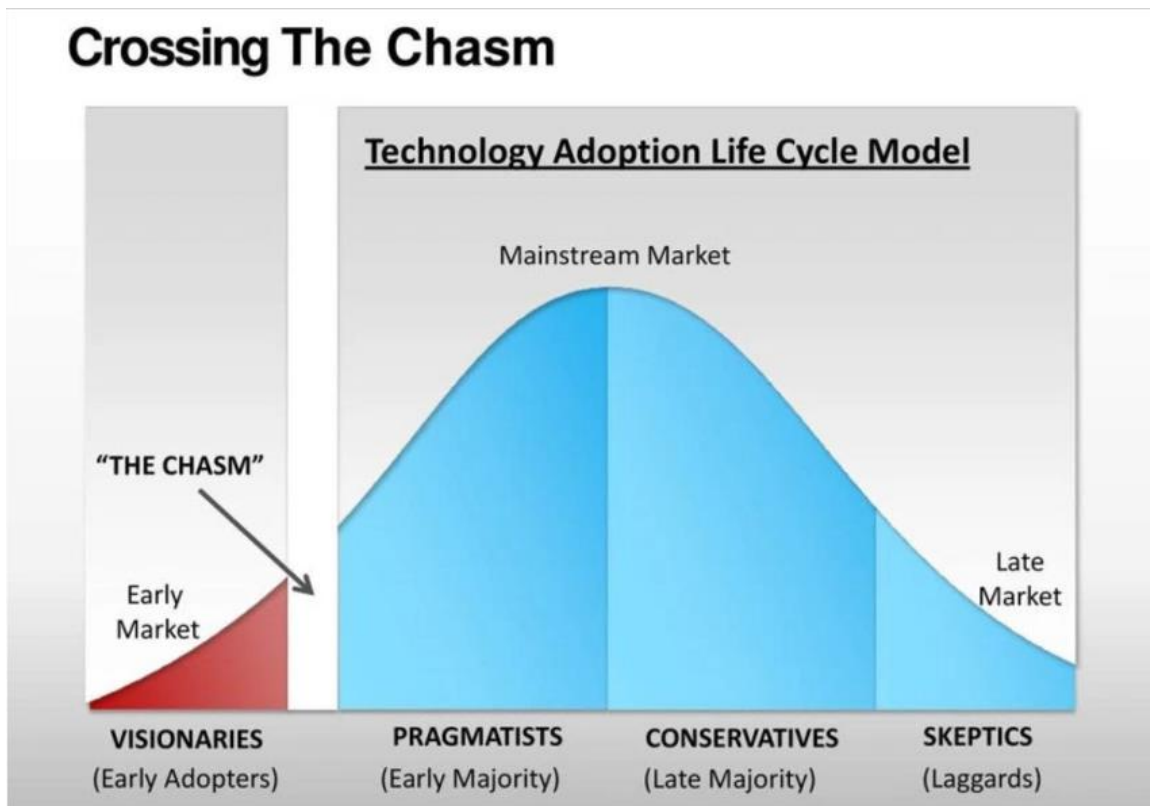 Crossing The Chasm
Technology Adoption Life Cycle Model
Mainstream Market
“THE CHASM”
Early
Market
Late
Market
VISIONARIES
(Early Adopters)
PRAGMATISTS
(Early Majority)
CONSERVATIVES
(Late Majority)
SKEPTICS
(Laggards)